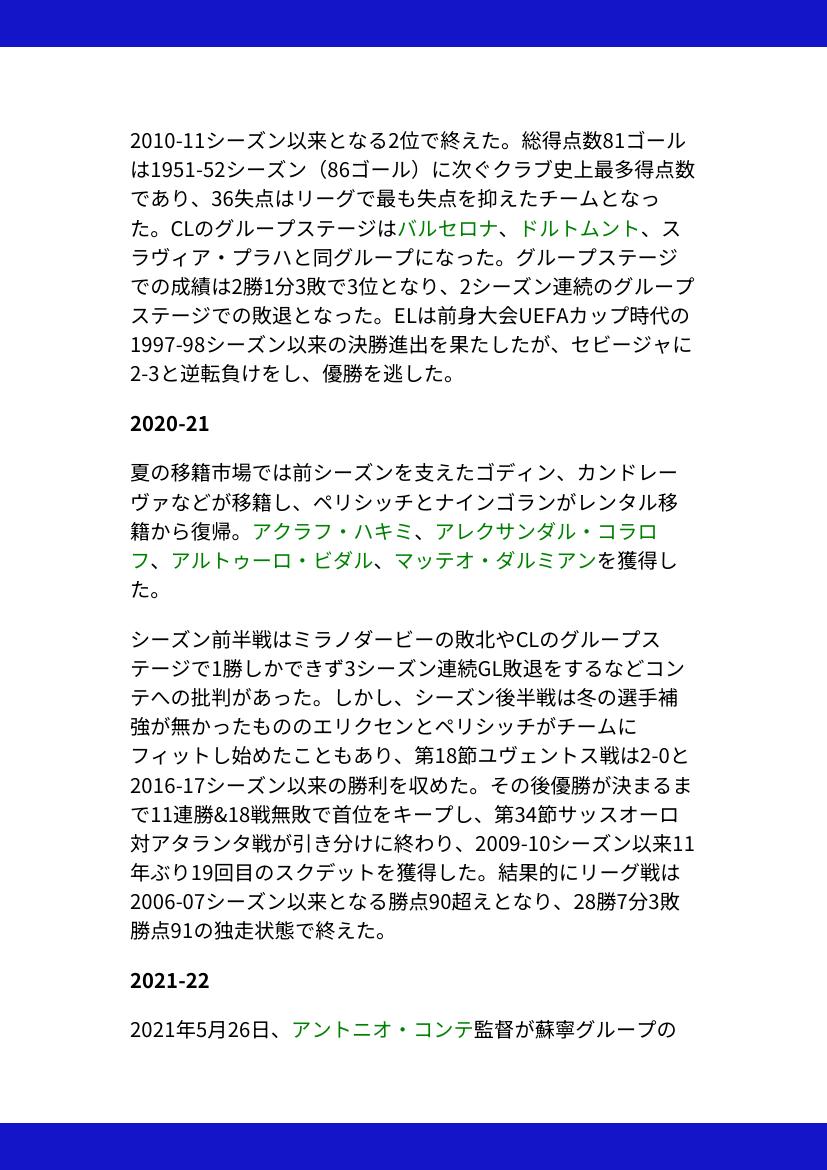 2010-11シーズン以来となる2位で終えた。総得点数81ゴール
は1951-52シーズン（86ゴール）に次ぐクラブ史上最多得点数
であり、36失点はリーグで最も失点を抑えたチームとなっ
た。CLのグループステージはバルセロナ、ドルトムント、ス
ラヴィア・プラハと同グループになった。グループステージ
での成績は2勝1分3敗で3位となり、2シーズン連続のグループ
ステージでの敗退となった。ELは前身大会UEFAカップ時代の
1997-98シーズン以来の決勝進出を果たしたが、セビージャに
2-3と逆転負けをし、優勝を逃した。
2020-21
夏の移籍市場では前シーズンを支えたゴディン、カンドレー
ヴァなどが移籍し、ペリシッチとナインゴランがレンタル移
籍から復帰。アクラフ・ハキミ、アレクサンダル・コラロ
フ、アルトゥーロ・ビダル、マッテオ・ダルミアンを獲得し
た。
シーズン前半戦はミラノダービーの敗北やCLのグループス
テージで1勝しかできず3シーズン連続GL敗退をするなどコン
テへの批判があった。しかし、シーズン後半戦は冬の選手補
強が無かったもののエリクセンとペリシッチがチームに
フィットし始めたこともあり、第18節ユヴェントス戦は2-0と
2016-17シーズン以来の勝利を収めた。その後優勝が決まるま
で11連勝&18戦無敗で首位をキープし、第34節サッスオーロ
対アタランタ戦が引き分けに終わり、2009-10シーズン以来11
年ぶり19回目のスクデットを獲得した。結果的にリーグ戦は
2006-07シーズン以来となる勝点90超えとなり、28勝7分3敗
勝点91の独走状態で終えた。
2021-22
2021年5月26日、アントニオ・コンテ監督が蘇寧グループの